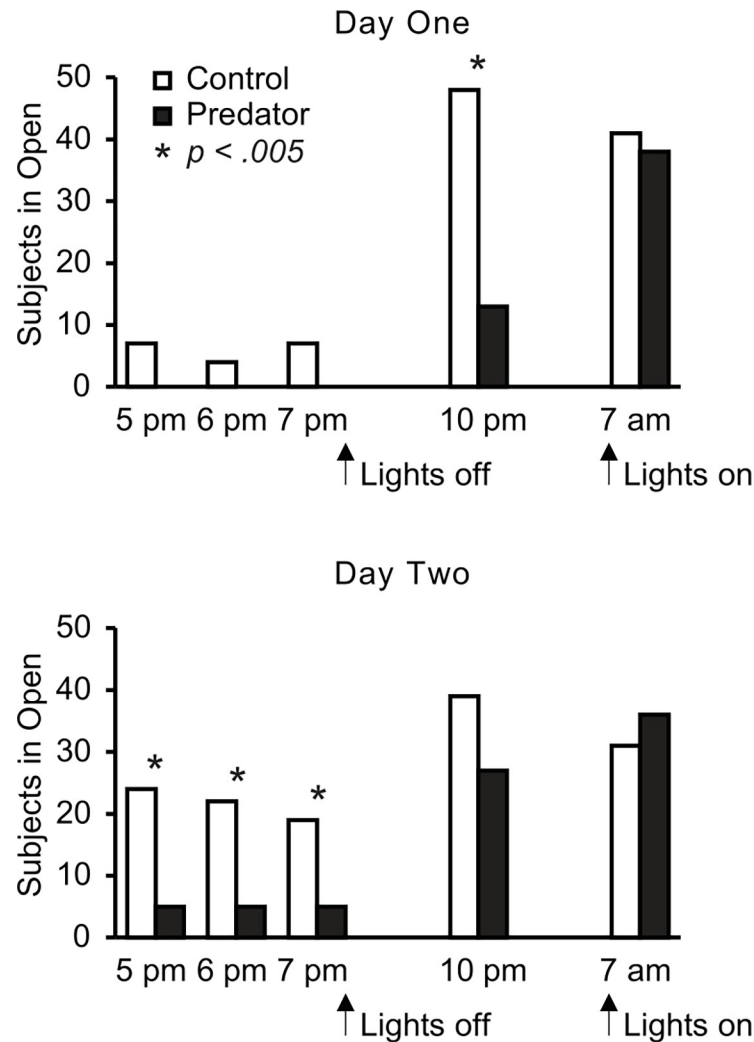 Day One
Subjects in Open
50
40
30
20
10
0
Control
Predator
* p < .005
*
5 pm 6 pm 7 pm 10 pm 7 am
Lights off Lights on
Day Two
Subjects in Open
50
40
30
20
10
0
* * *
5 pm 6 pm 7 pm 10 pm 7 am
Lights off Lights on